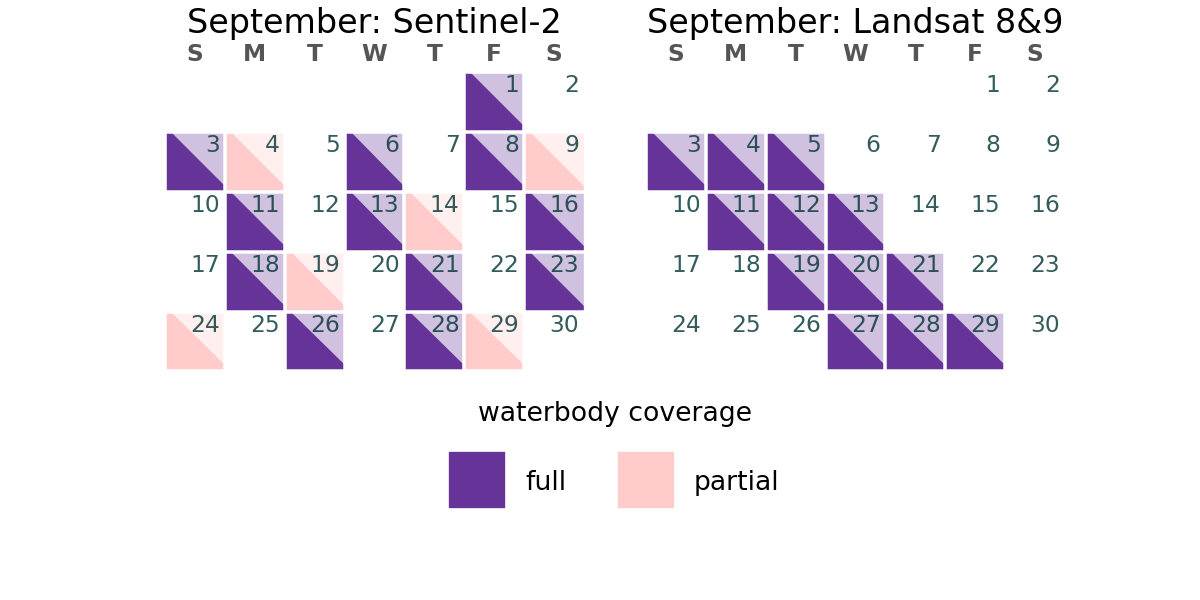 September: Sentinel-2
S M T W T F S
1 2
3 4 5 6 7 8 9
10 11 12 13 14 15 16
17 18 19 20 21 22 23
24 25 26 27 28 29 30
September: Landsat 8&9
S M T W T F S
1 2
3 4 5 6 7 8 9
10 11 12 13 14 15 16
17 18 19 20 21 22 23
24 25 26 27 28 29 30
waterbody coverage
full partial